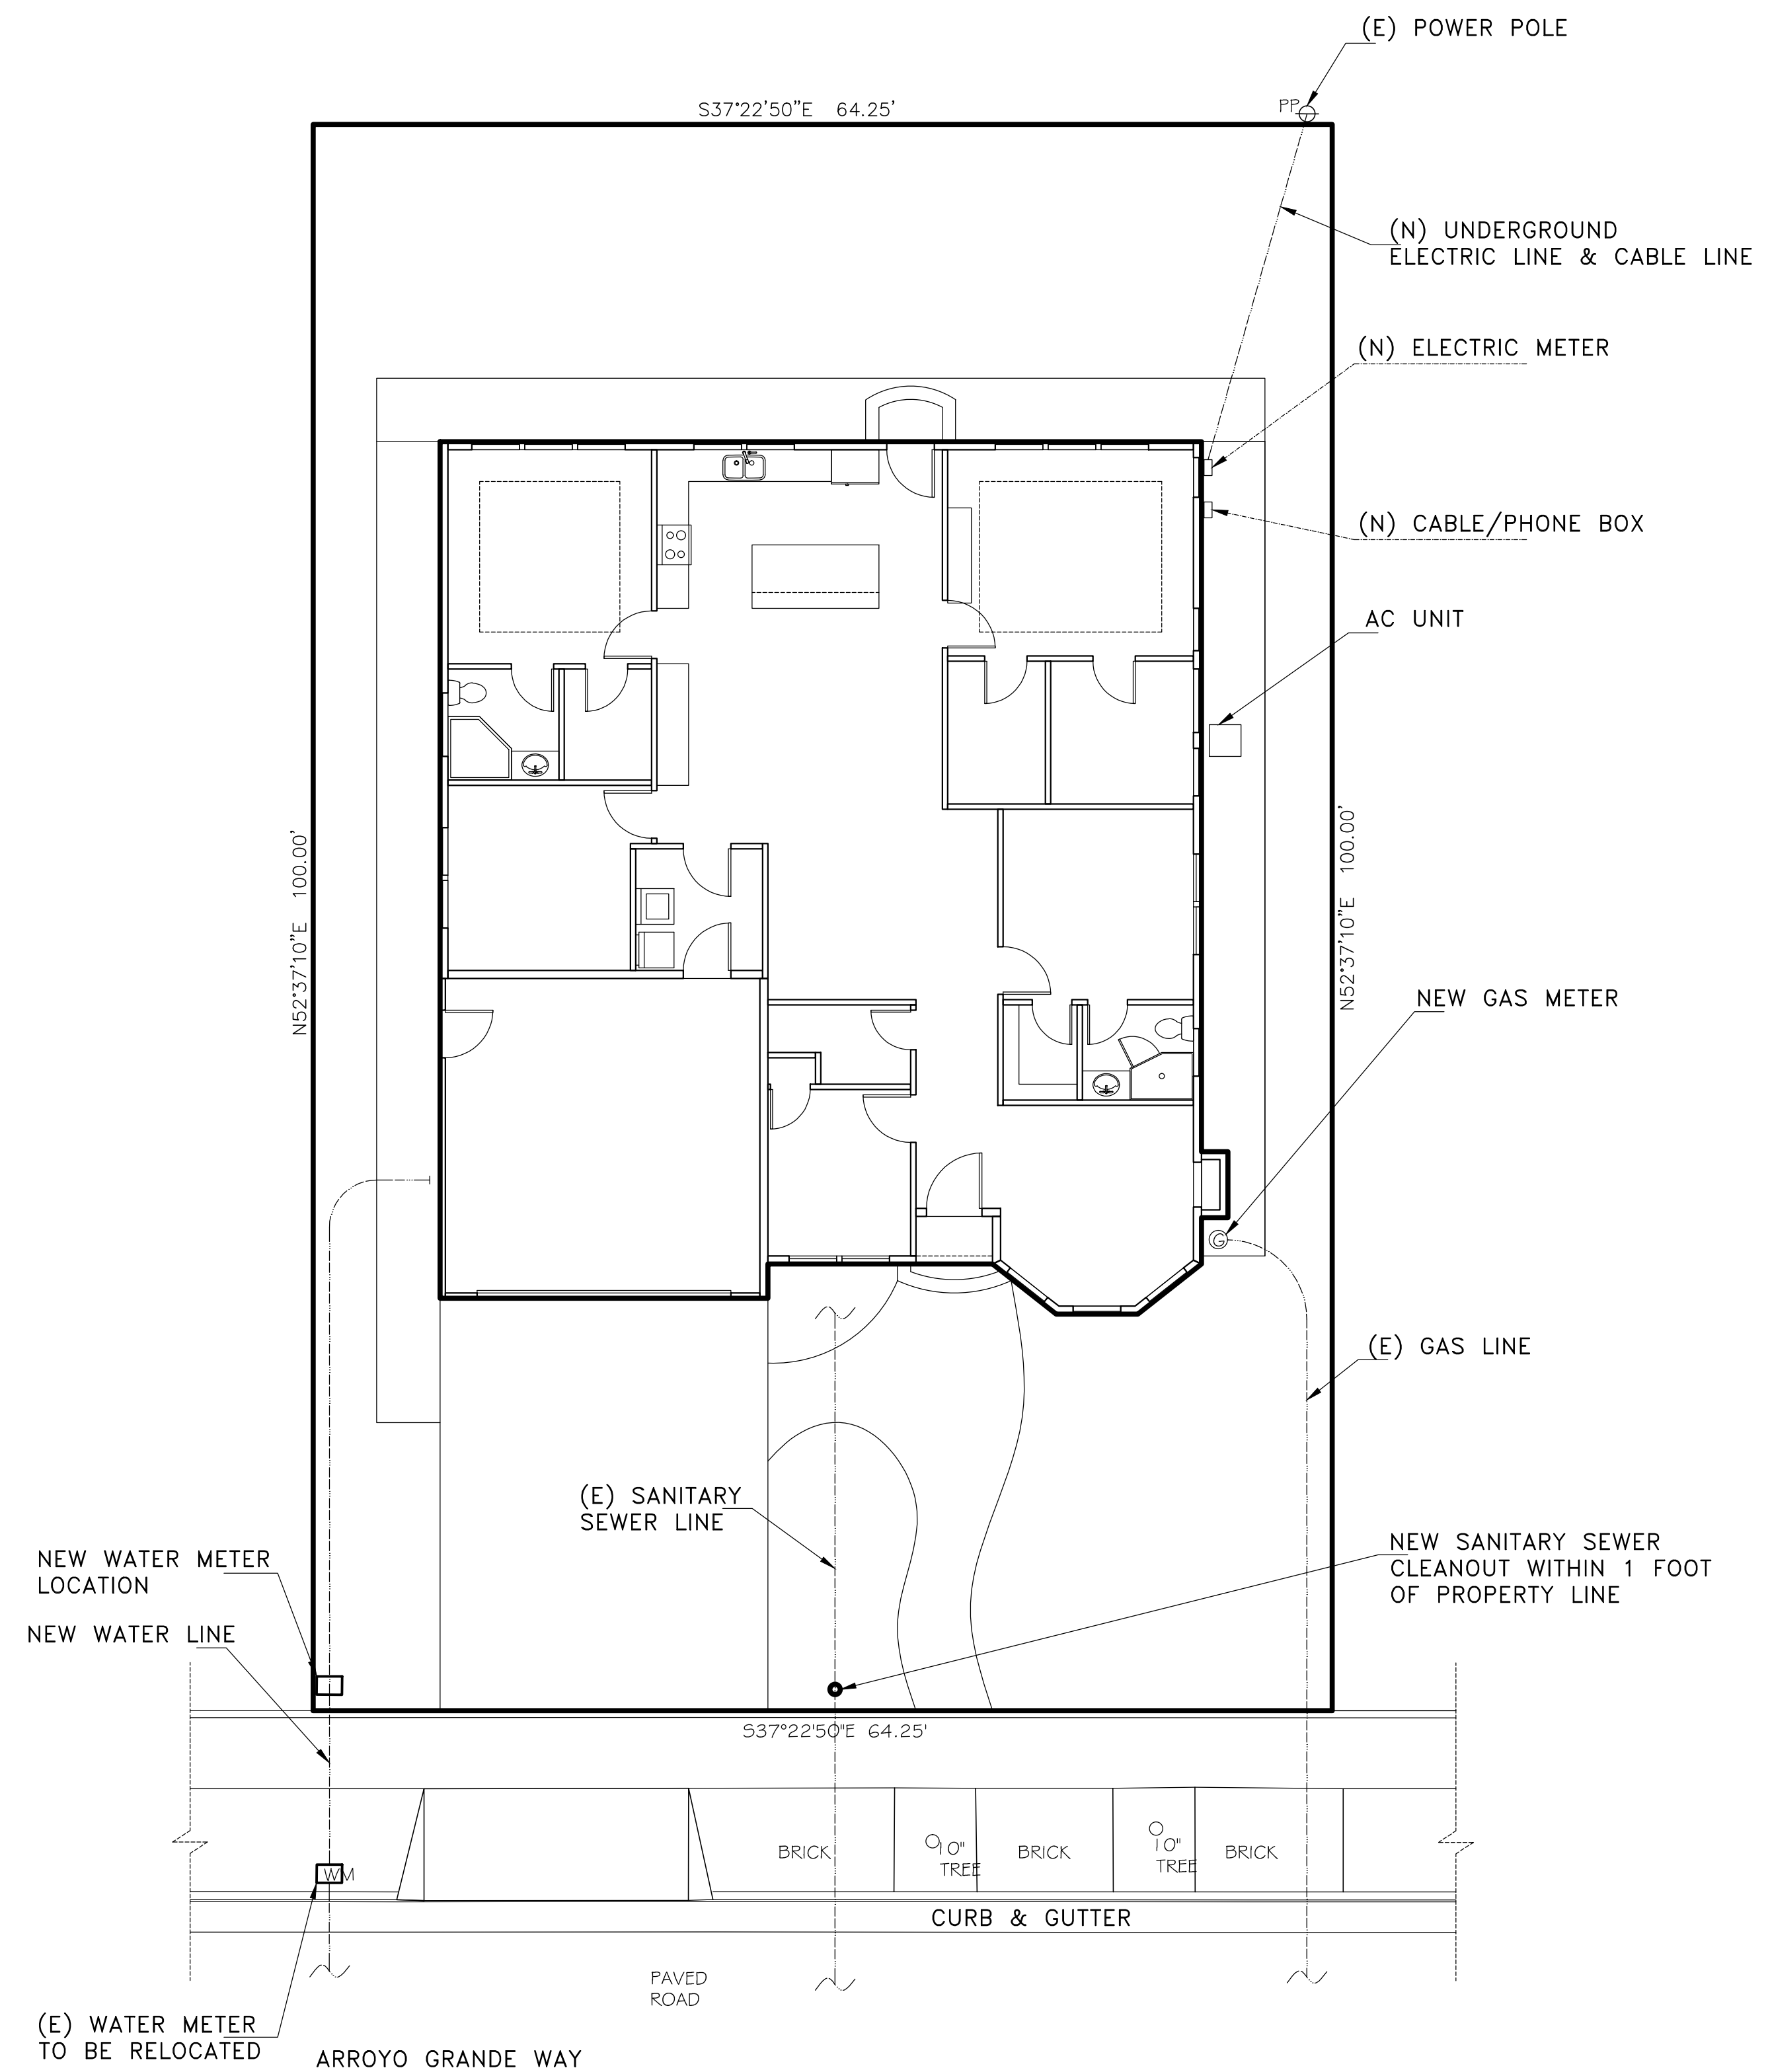 (E) POWER POLE
S37°22'50"E 64.25'
PP
(N) UNDERGROUND
ELECTRIC LINE & CABLE LINE
(N) ELECTRIC METER
(N) CABLE/PHONE BOX
AC UNIT
N52°37'10"E 100.00'
N52°37'10"E 100.00'
NEW GAS METER
G
(E) GAS LINE
(E) SANITARY
SEWER LINE
NEW SANITARY SEWER
CLEANOUT WITHIN 1 FOOT
OF PROPERTY LINE
NEW WATER METER
LOCATION
NEW WATER LINE
S37°22'50"E 64.25'
BRICK
10"
TREE
BRICK
10"
TREE
BRICK
WM
CURB & GUTTER
PAVED
ROAD
(E) WATER METER
TO BE RELOCATED
ARROYO GRANDE WAY